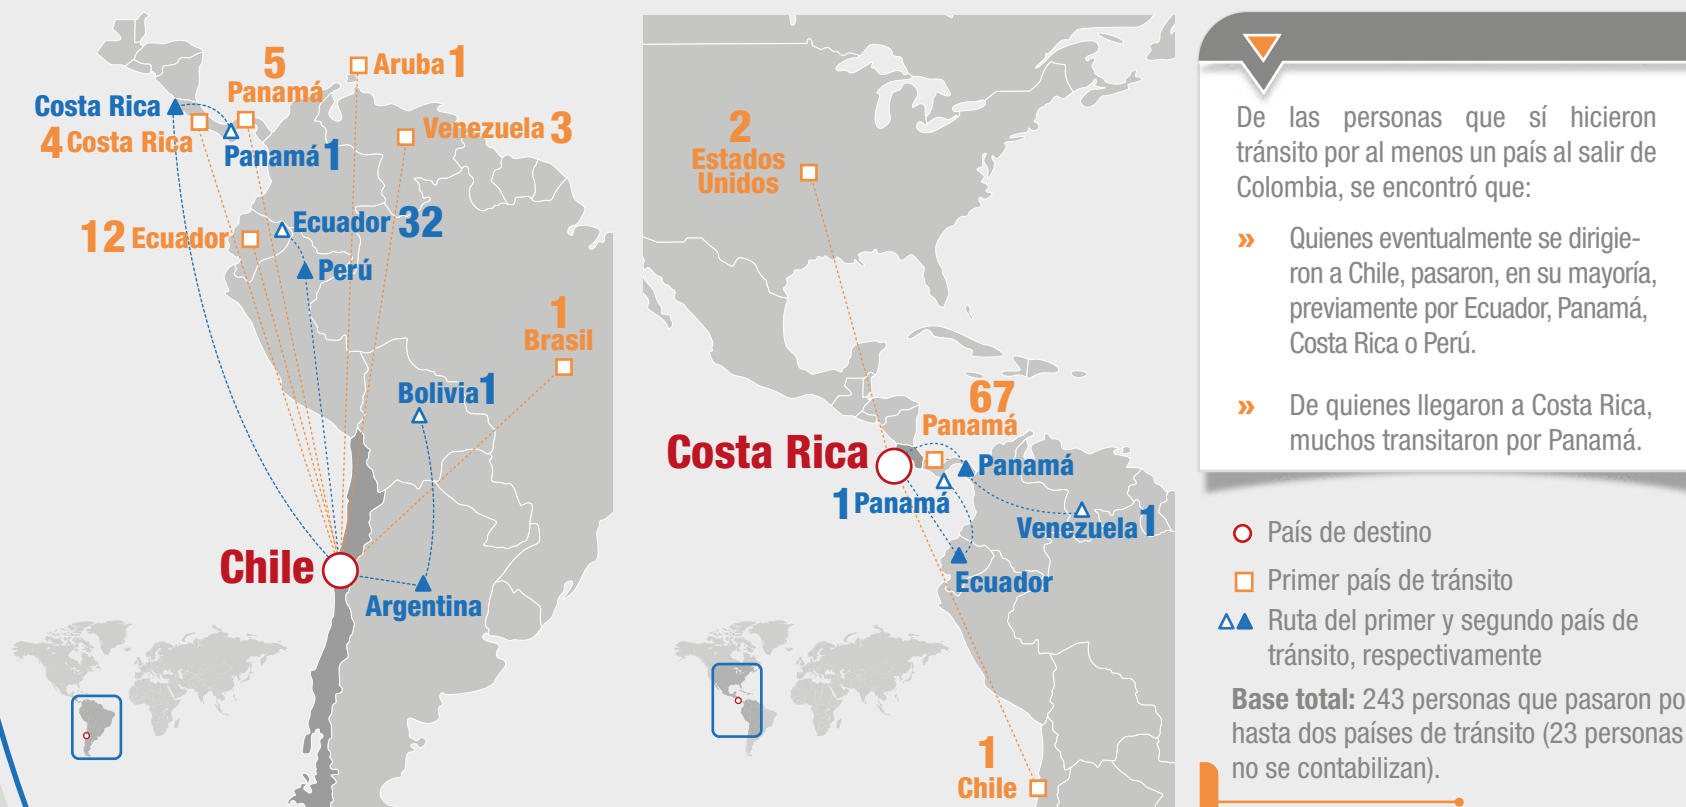 5
Panamá
Aruba 1
Costa Rica
4 Costa Rica
Panamá 1
Venezuela 3
12 Ecuador
Ecuador 32
Perú
1
Brasil
Bolivia 1
Chile
Argentina
2
Estados
Unidos
67
Panamá
Costa Rica
Panamá
1 Panamá
Venezuela 1
Ecuador
1
Chile
De las personas que sí hicieron
tránsito por al menos un país al salir de
Colombia, se encontró que:
» Quienes eventualmente se dirigie-
ron a Chile, pasaron, en su mayoría,
previamente por Ecuador, Panamá,
Costa Rica o Perú.
» De quienes llegaron a Costa Rica,
muchos transitaron por Panamá.
País de destino
Primer país de tránsito
Ruta del primer y segundo país de
tránsito, respectivamente
Base total: 243 personas que pasaron po
hasta dos países de tránsito (23 personas
no se contabilizan).